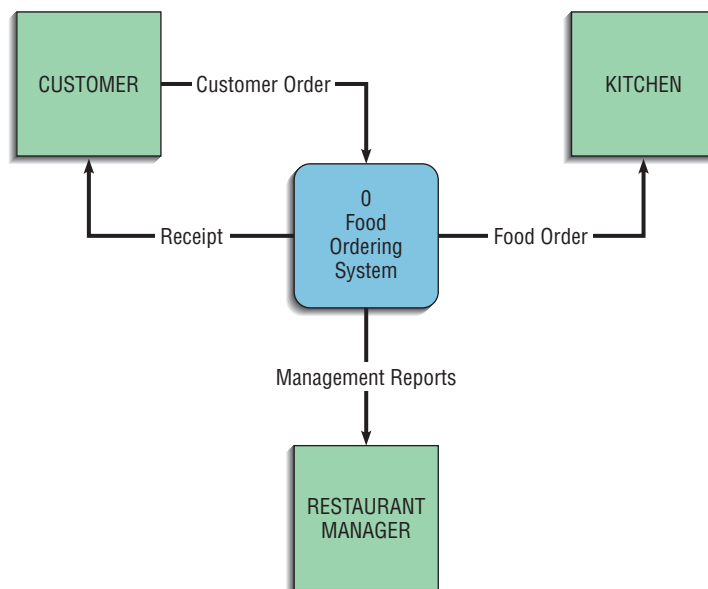 CUSTOMER
Customer Order
KITCHEN
0
Food
Ordering
System
Receipt
Food Order
Management Reports
RESTAURANT
MANAGER